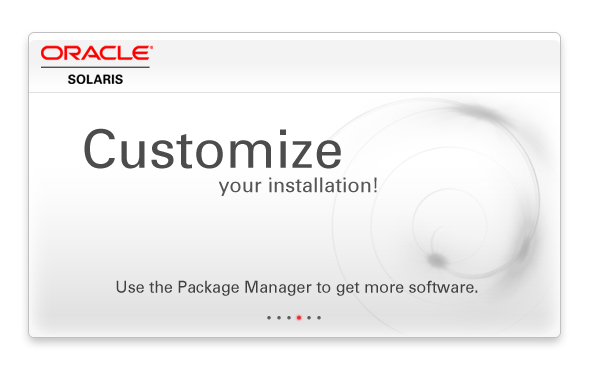 ORACLE
SOLARIS
Customize
your installation!
Use the Package Manager to get more software.